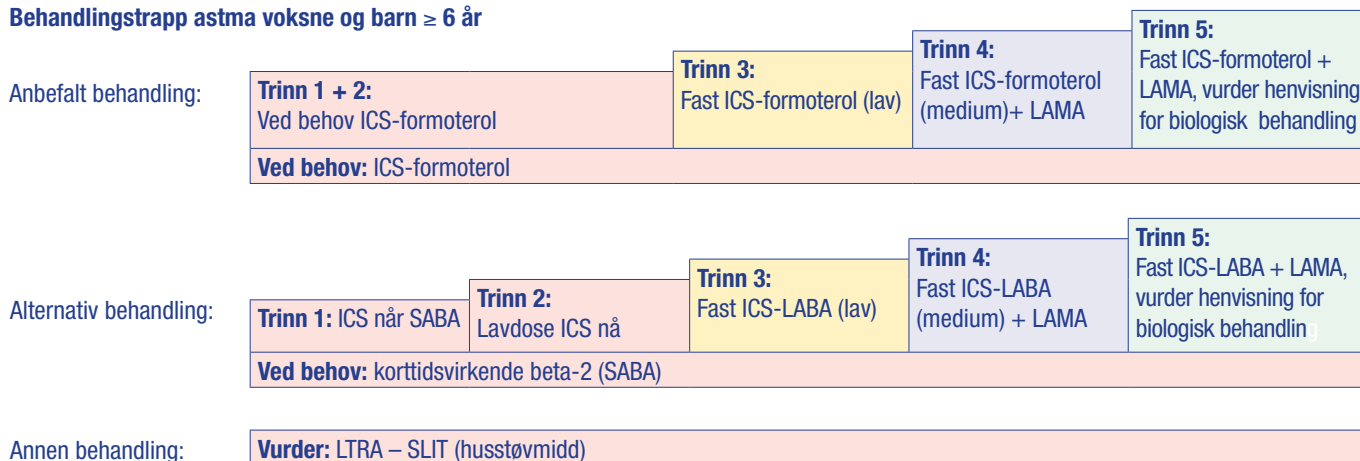 Behandlingstrapp astma voksne og barn ≥ 6 år
Anbefalt behandling:
Trinn 1 + 2:
Ved behov ICS-formoterol
Trinn 3:
Fast ICS-formoterol (lav)
Trinn 4:
Fast ICS-formoterol
(medium)+ LAMA
Trinn 5:
Fast ICS-formoterol +
LAMA, vurder henvisning
for biologisk behandling
Ved behov: ICS-formoterol
Alternativ behandling:
Trinn 1: ICS når SABA
Trinn 2:
Lavdose ICS nå
Trinn 3:
Fast ICS-LABA (lav)
Trinn 4:
Fast ICS-LABA
(medium) + LAMA
Trinn 5:
Fast ICS-LABA + LAMA,
vurder henvisning for
biologisk behandling
Ved behov: korttidsvirkende beta-2 (SABA)
Annen behandling:
Vurder: LTRA – SLIT (husstøvmidd)